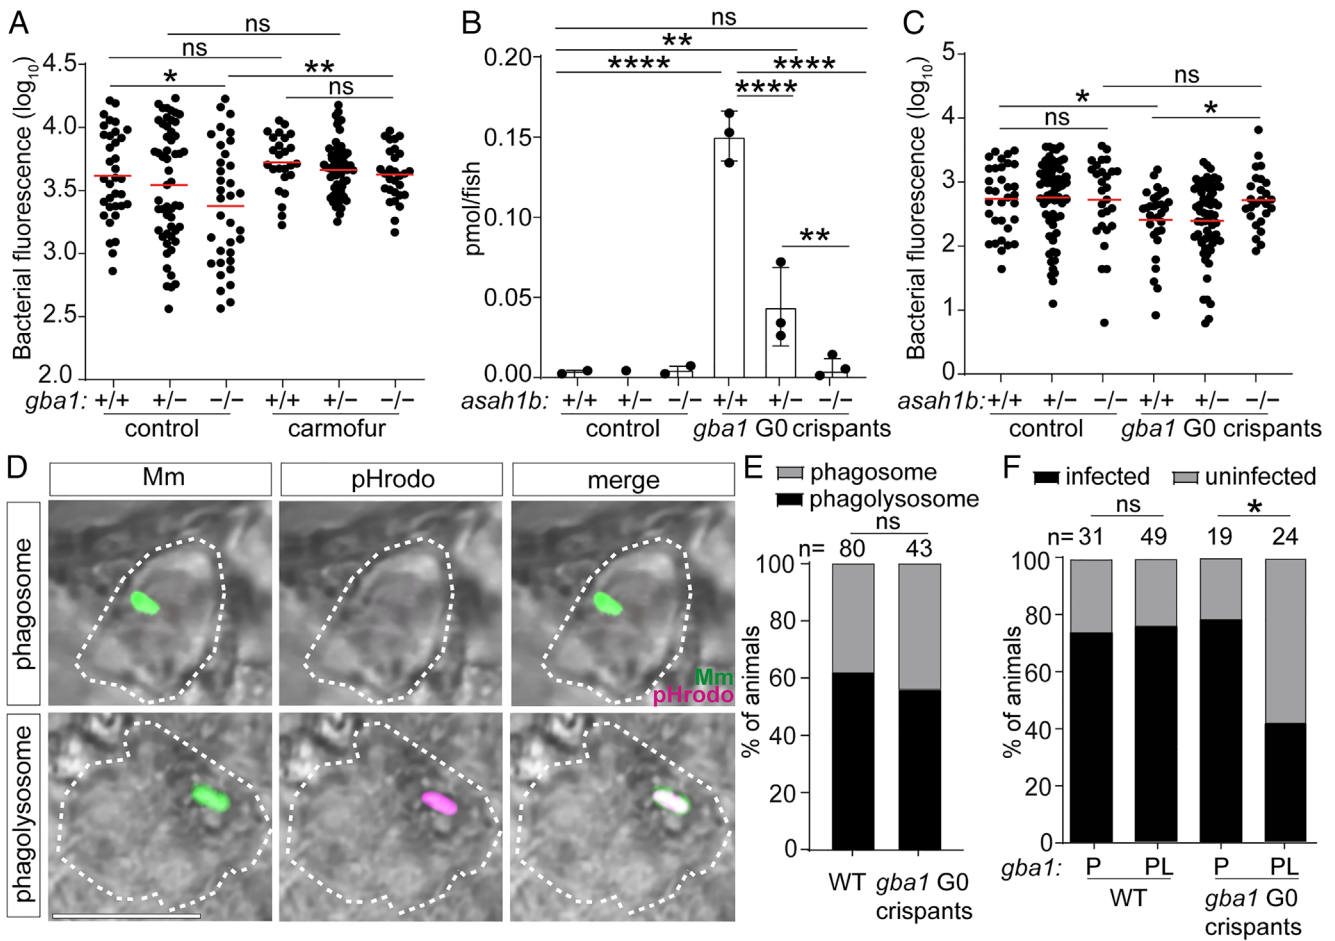 A
ns
ns
*
**
ns
Bacterial fluorescence (log10)
4.5
4.0
3.5
3.0
2.5
2.0
gba1: +/+ +/− −/− +/+ +/− −/−
control carmofur
B
ns
**
**** ****
****
**
pmol/fish
0.20
0.15
0.10
0.05
0.00
asah1b: +/+ +/− −/− +/+ +/− −/−
control gba1 G0 crispants
C
ns
*
*
ns
Bacterial fluorescence (log10)
5
4
3
2
1
0
asah1b: +/+ +/− −/− +/+ +/− −/−
control gba1 G0 crispants
D
Mm pHrodo merge
phagosome
Mm
pHrodo
phagolysosome
E
phagosome
phagolysosome
ns
n= 80 43
% of animals
100
80
60
40
20
0
WT gba1 G0
crispants
F
infected uninfected
ns *
n= 31 49 19 24
% of animals
100
80
60
40
20
0
gba1: P PL P PL
WT gba1 G0
crispants